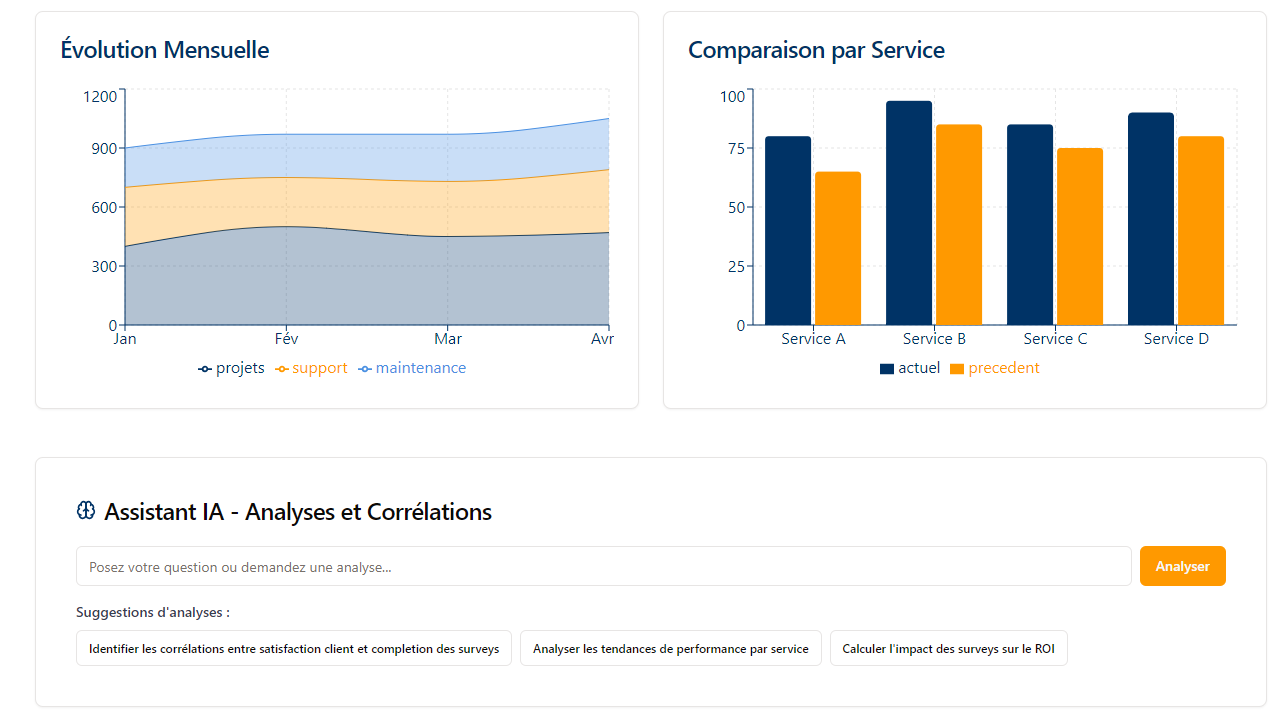 Évolution Mensuelle
1200
900
600
300
0
Jan Fév Mar Avr
projets support maintenance
Comparaison par Service
100
75
50
25
0
Service A Service B Service C Service D
actuel precedent
Assistant IA - Analyses et Corrélations
Posez votre question ou demandez une analyse...
Analyser
Suggestions d'analyses :
Identifier les corrélations entre satisfaction client et completion des surveys
Analyser les tendances de performance par service
Calculer l'impact des surveys sur le ROI